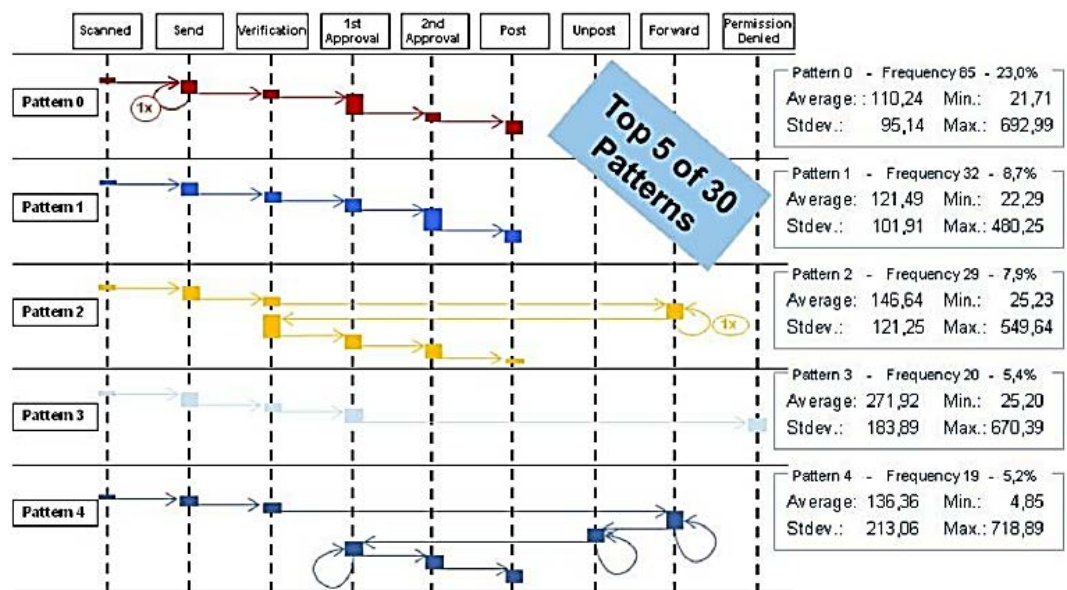 Scanned
Send
Verification
1st
Approval
2nd
Approval
Post
Unpost
Forward
Permission
Denied
Pattern 0
1x
Pattern 0 - Frequency 85 - 23,0%
Average: : 110,24 Min.: 21,71
Stdev.: 95,14 Max.: 692,99
Top 5 of 30
Patterns
Pattern 1
Pattern 1 - Frequency 32 - 8,7%
Average: 121,49 Min.: 22,29
Stdev.: 101,91 Max.: 480,25
Pattern 2
1x
Pattern 2 - Frequency 29 - 7,9%
Average: 146,64 Min.: 25,23
Stdev.: 121,25 Max.: 549,64
Pattern 3
Pattern 3 - Frequency 20 - 5,4%
Average: 271,92 Min.: 25,20
Stdev.: 183,89 Max.: 670,39
Pattern 4
Pattern 4 - Frequency 19 - 5,2%
Average: 136,36 Min.: 4,85
Stdev.: 213,06 Max.: 718,89